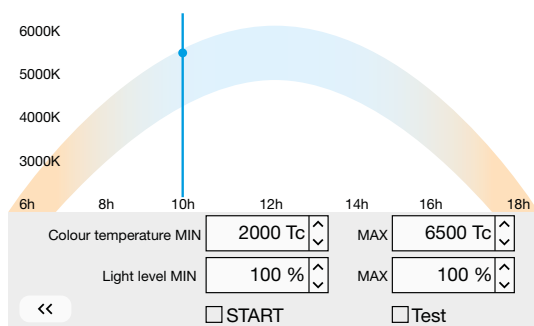 6000K
5000K
4000K
3000K
6h 8h 10h 12h 14h 16h 18h
Colour temperature MIN 2000 Tc MAX 6500 Tc
Light level MIN 100 % MAX 100 %
<< START Test